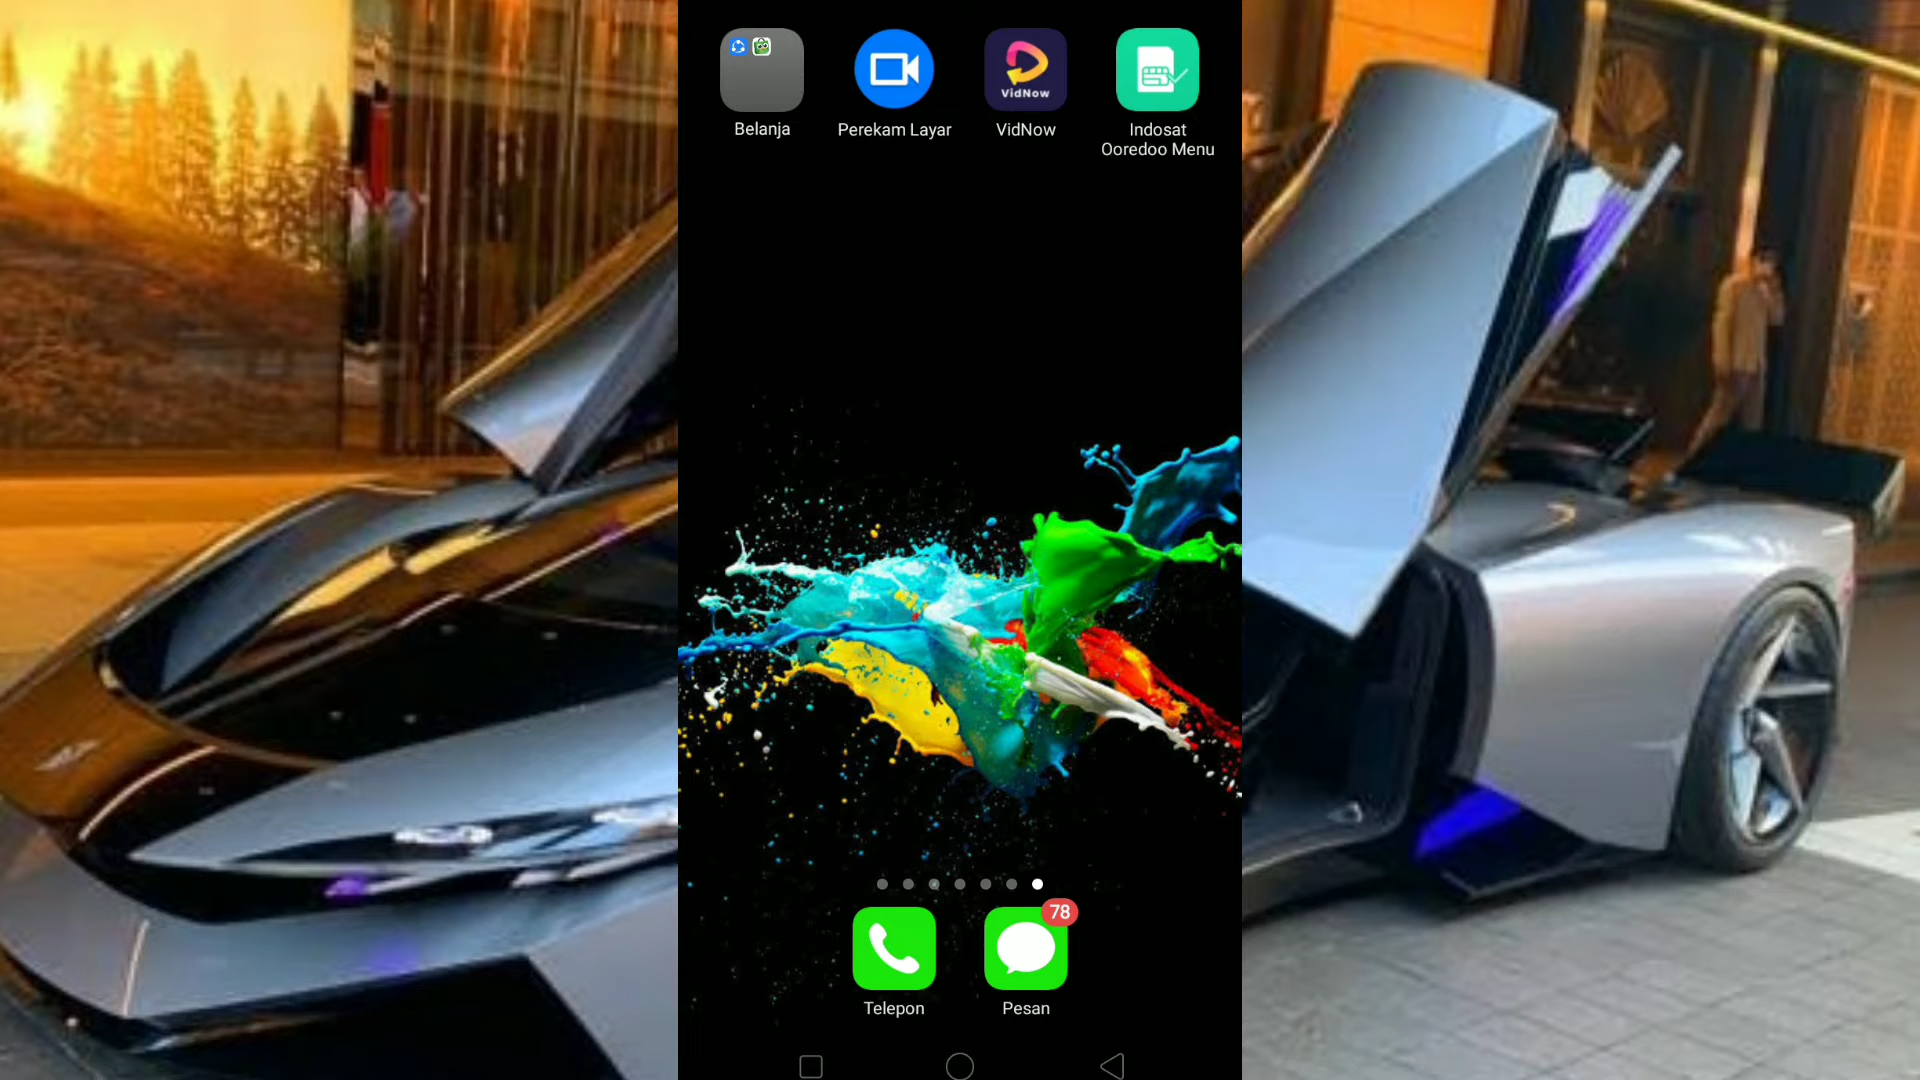 VidNow
Belanja
Perekam Layar
VidNow
Indosat
Ooredoo Menu
78
Telepon
Pesan